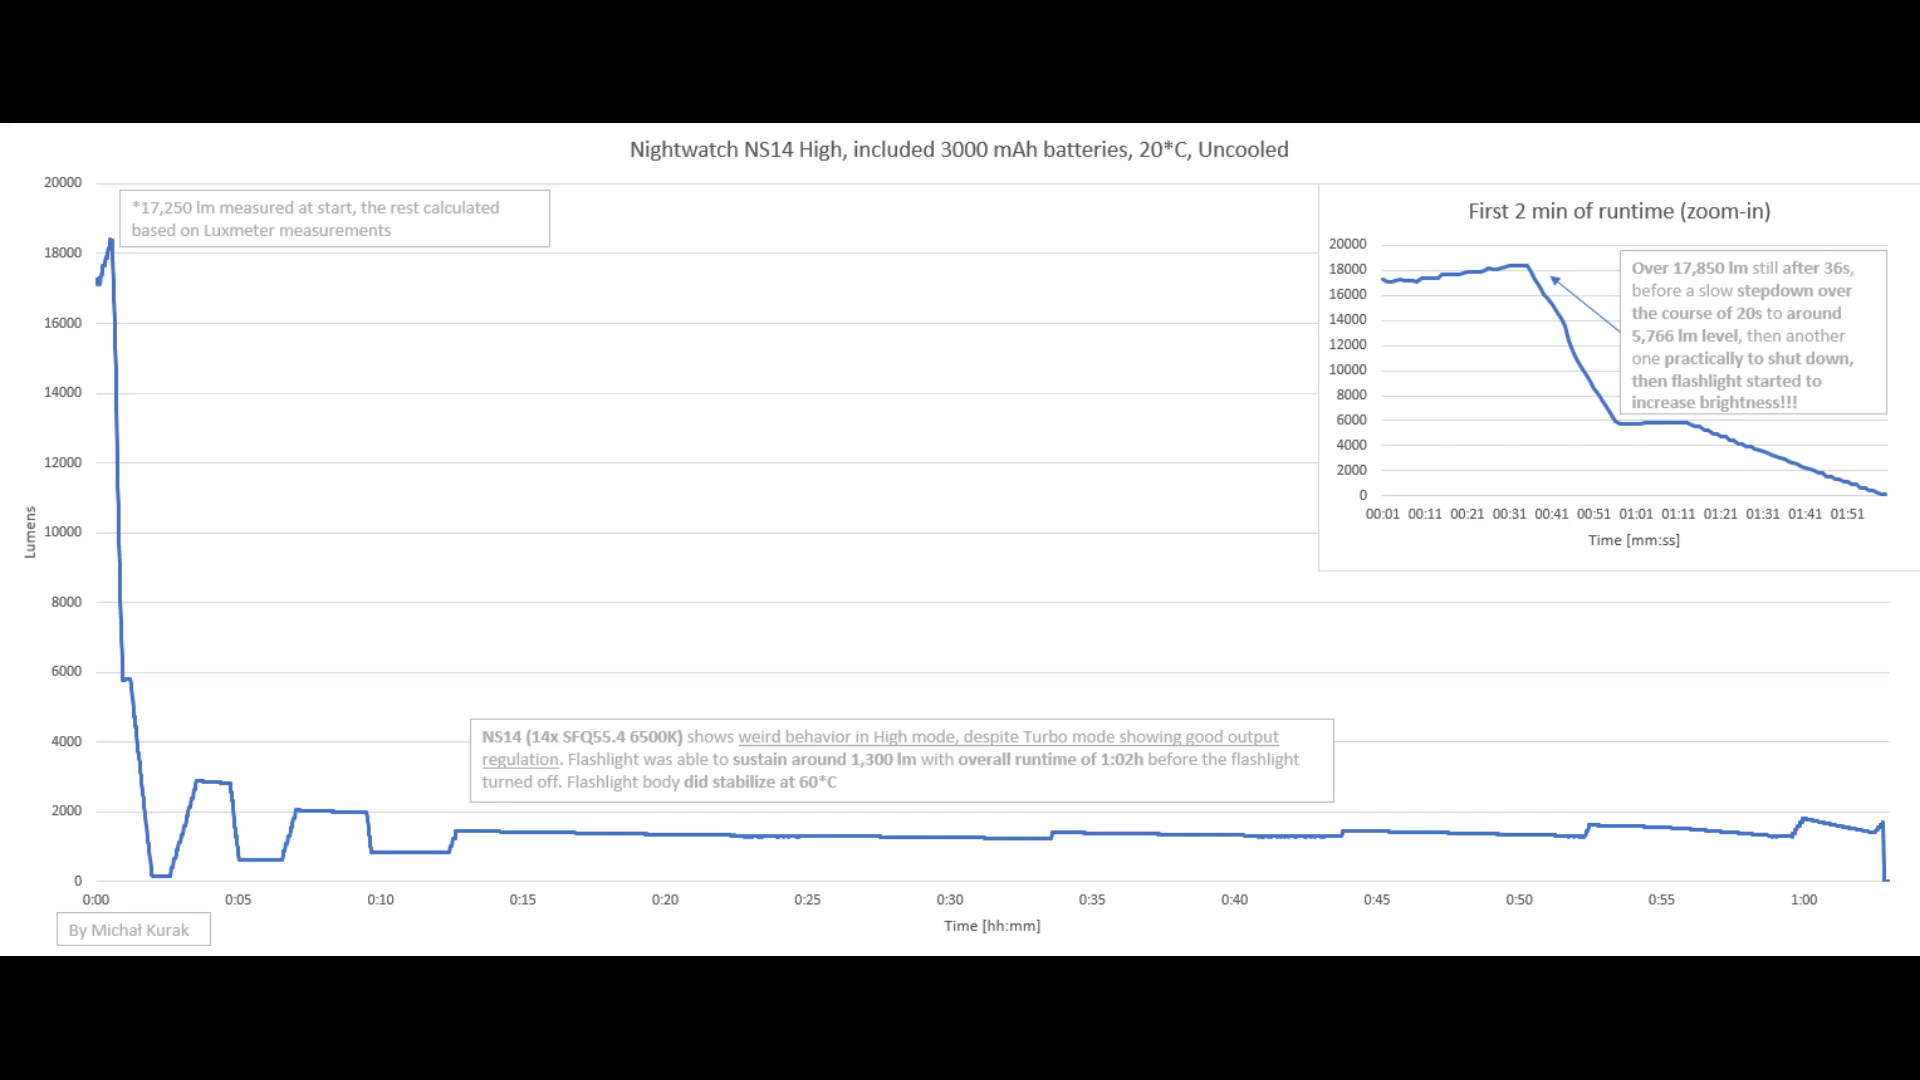 Nightwatch NS14 High, included 3000 mAh batteries, 20*C, Uncooled
20000
18000
16000
14000
12000
10000
8000
6000
4000
2000
0
Lumens
*17,250 lm measured at start, the rest calculated
based on Luxmeter measurements
First 2 min of runtime (zoom-in)
20000
18000
16000
14000
12000
10000
8000
6000
4000
2000
0
Over 17,850 lm still after 36s,
before a slow stepdown over
the course of 20s to around
5,766 lm level, then another
one practically to shut down,
then flashlight started to
increase brightness!!!
00:01 00:11 00:21 00:31 00:41 00:51 01:01 01:11 01:21 01:31 01:41 01:51
Time [mm:ss]
NS14 (14x SFQ55.4 6500K) shows weird behavior in High mode, despite Turbo mode showing good output
regulation. Flashlight was able to sustain around 1,300 lm with overall runtime of 1:02h before the flashlight
turned off. Flashlight body did stabilize at 60*C
0:00 0:05 0:10 0:15 0:20 0:25 0:30 0:35 0:40 0:45 0:50 0:55 1:00
Time [hh:mm]
By Michał Kurak